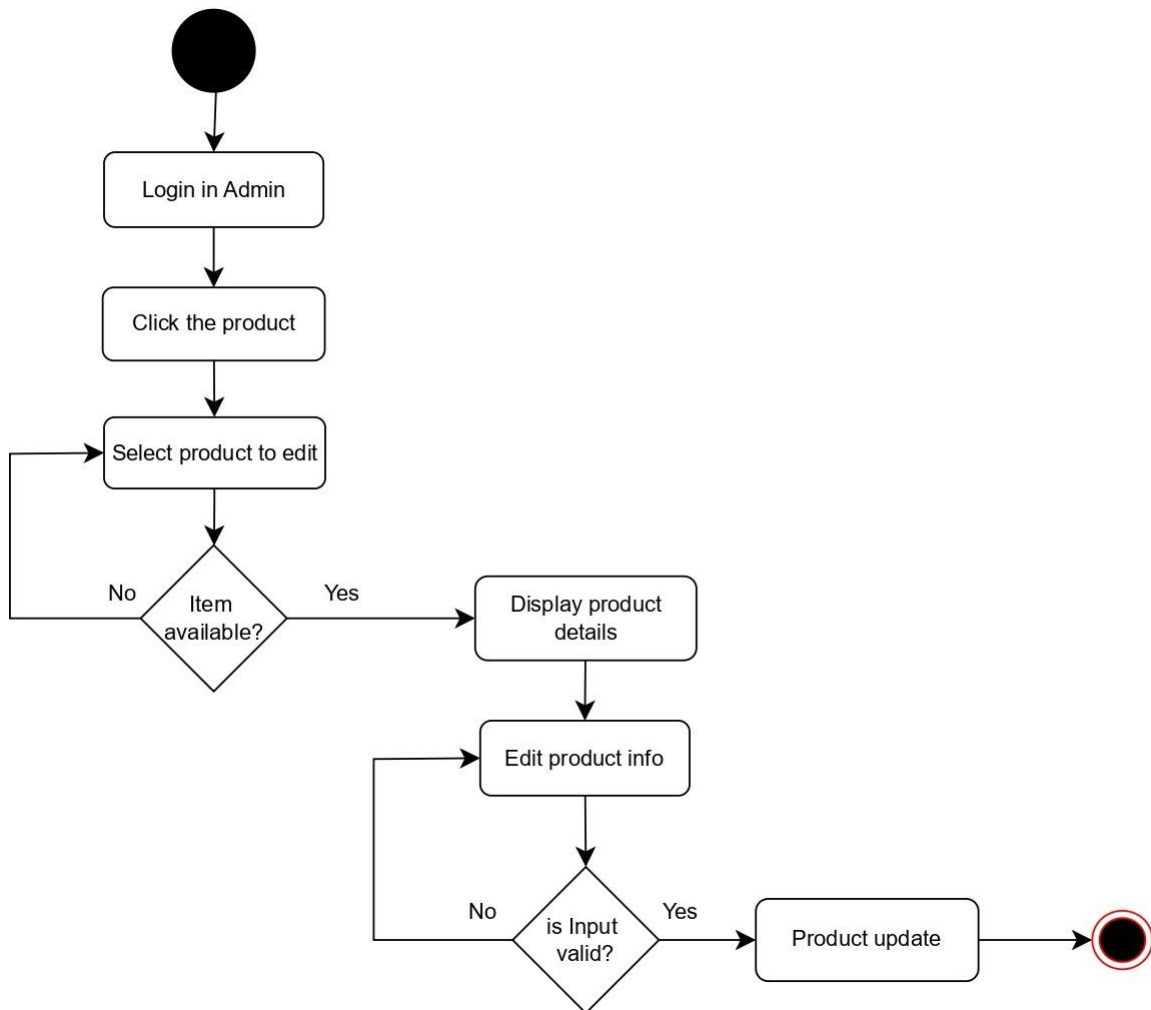 Login in Admin
Click the product
Select product to edit
No
Yes
Item
available?
Display product
details
Edit product info
No
Yes
is Input
valid?
Product update